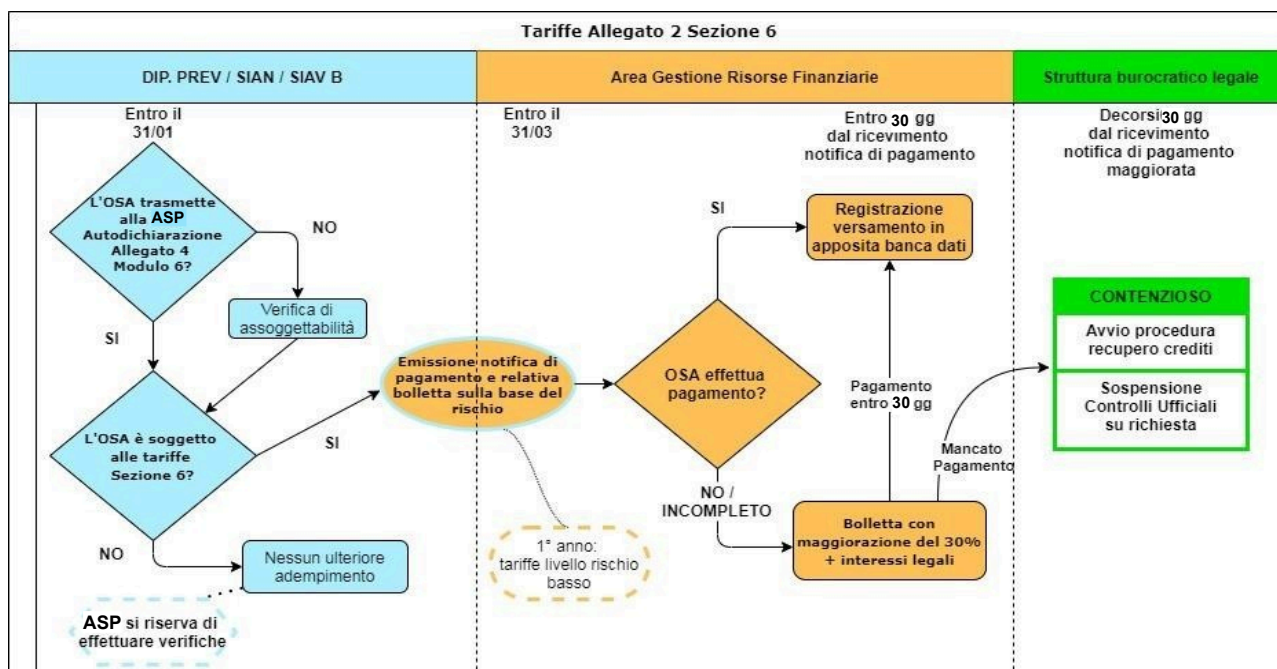 Tariffe Allegato 2 Sezione 6
DIP. PREV / SIAN / SIAV B
Area Gestione Risorse Finanziarie
Struttura burocratico legale
Entro il
31/01
Entro il
31/03
Entro 30 gg
dal ricevimento
notifica di pagamento
Decorsi 30 gg
dal ricevimento
notifica di pagamento
maggiorata
L'OSA trasmette
alla ASP
Autodichiarazione
Allegato 4
Modulo 6?
NO
SI
Verifica di
assoggettabilità
L'OSA è soggetto
alle tariffe
Sezione 6?
SI
NO
Nessun ulteriore
adempimento
ASP si riserva di
effettuare verifiche
Emissione notifica di
pagamento e relativa
bolletta sulla base del
rischio
1° anno:
tariffe livello rischio
basso
OSA effettua
pagamento?
SI
Registrazione
versamento in
apposita banca dati
NO /
INCOMPLETO
Pagamento
entro 30 gg
Bolletta con
maggiorazione del 30%
+ interessi legali
Mancato
Pagamento
CONTENZIOSO
Avvio procedura
recupero crediti
Sospensione
Controlli Ufficiali
su richiesta